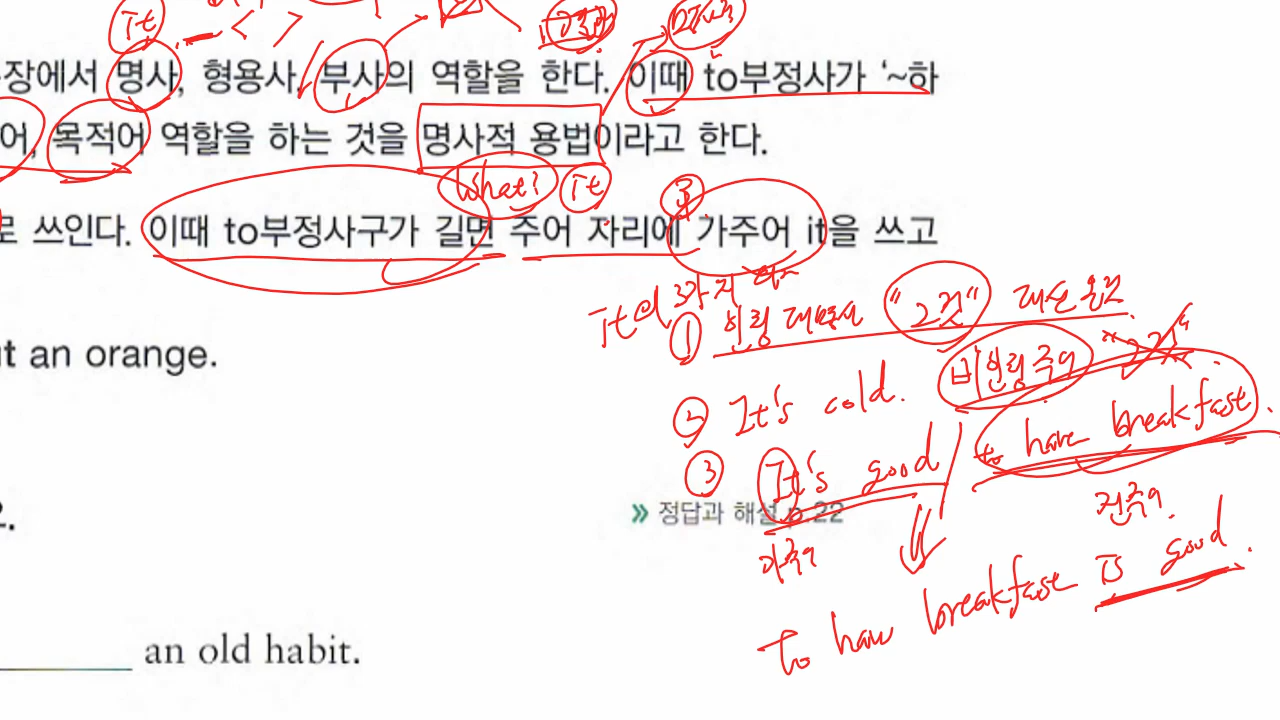 It
장에서 명사, 형용사, 부사의 역할을 한다. 이때 to부정사가 '~하
어, 목적어 역할을 하는 것을 명사적 용법이라고 한다.
What? It
로 쓰인다. 이때 to부정사구가 길면 주어 자리에 가주어 it을 쓰고
③
It의 3가지
① 인칭 대명사 "그것" 대신 받는
an orange.
비인칭주어 "그것"
② It's cold.
③ It's good to have breakfast.
» 정답과 해설 p.22
진주어.
가주어
to have breakfast is good.
an old habit.